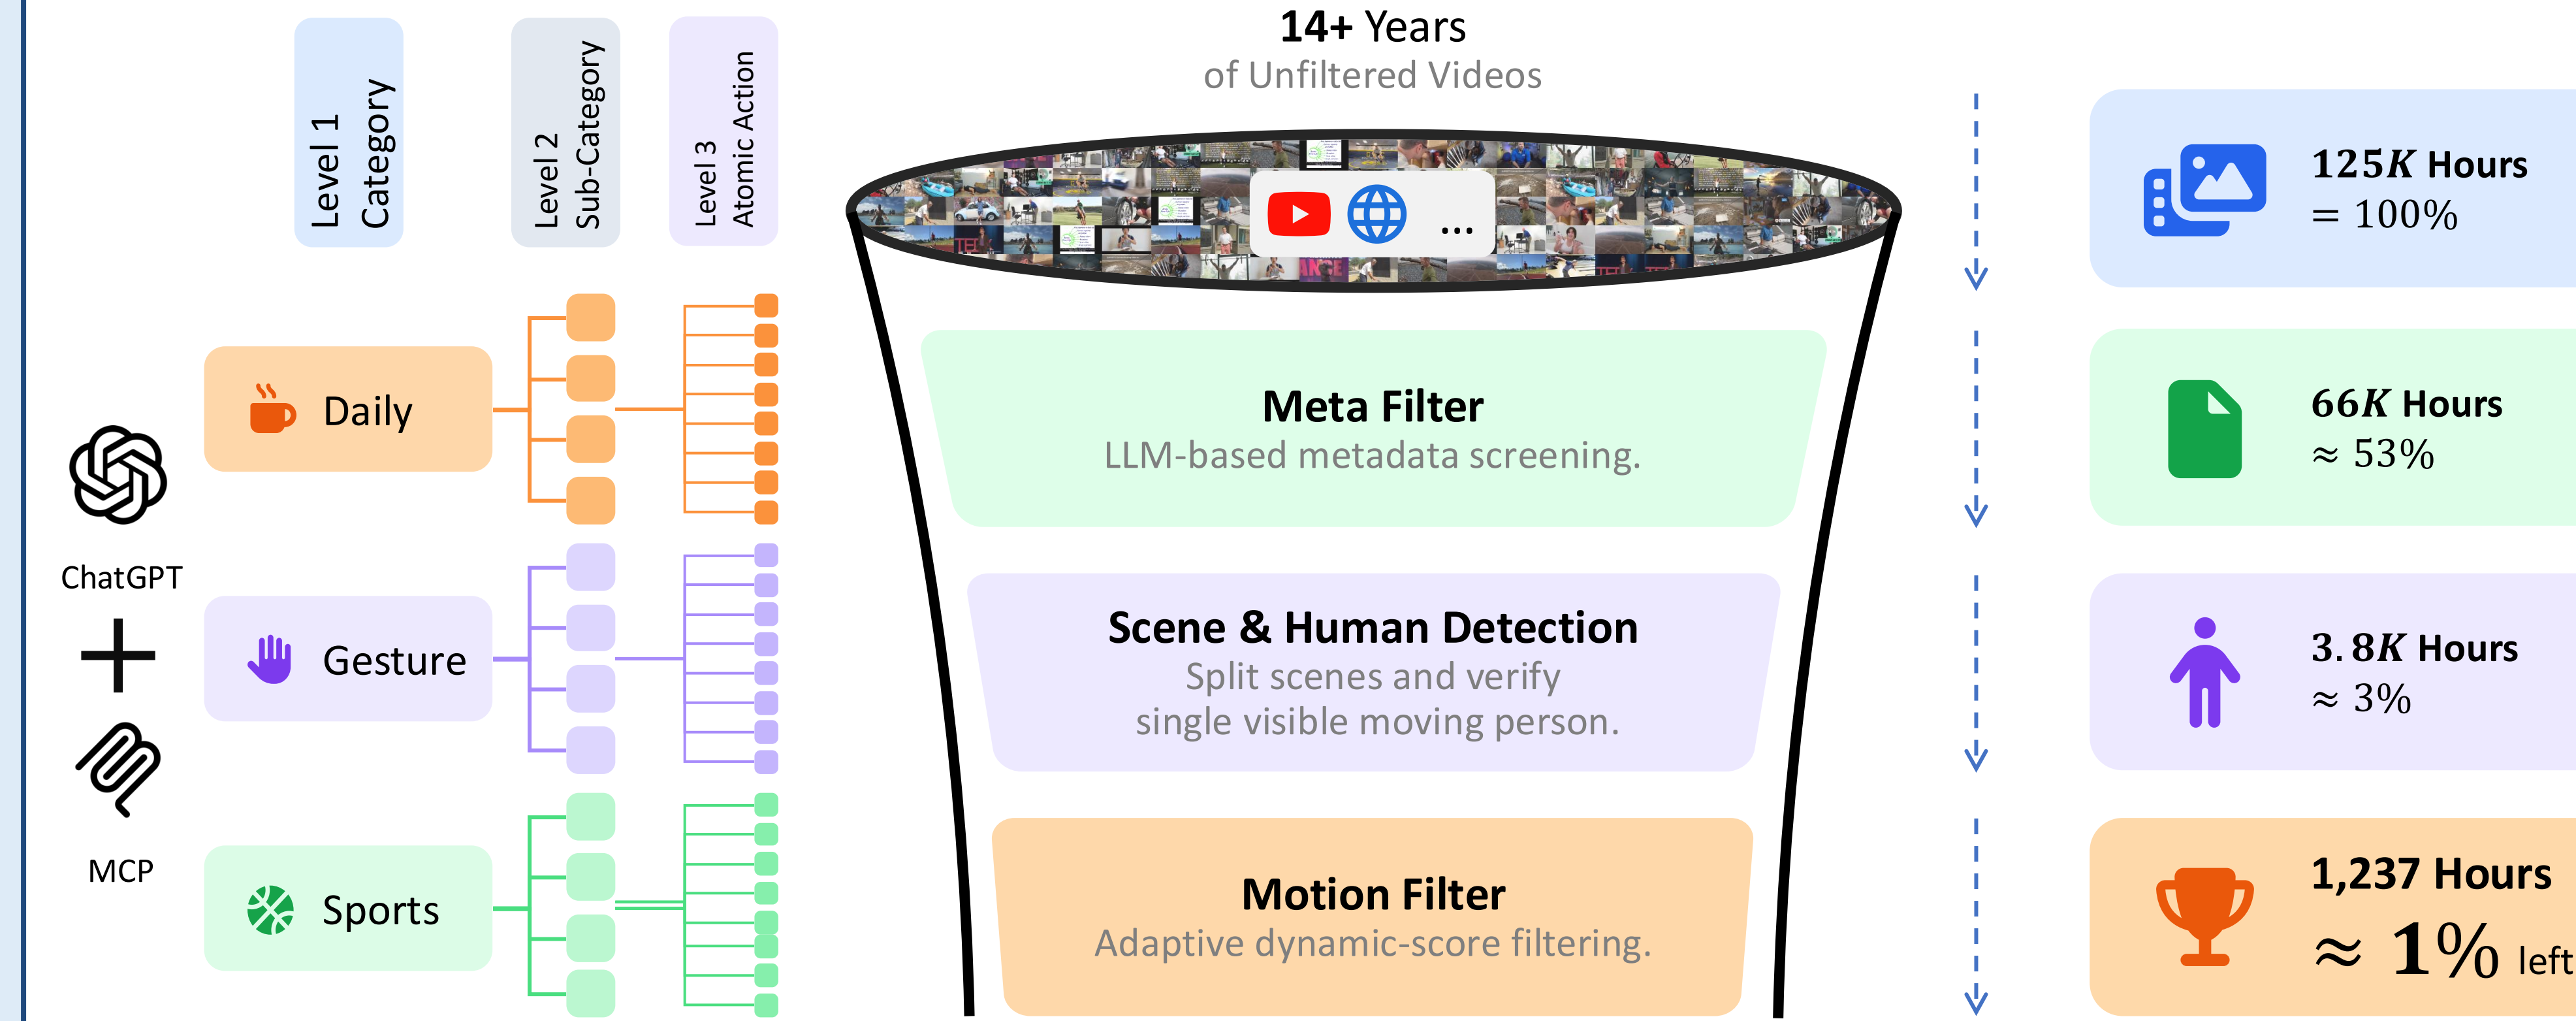 Level 1
Category
Level 2
Sub-Category
Level 3
Atomic Action
ChatGPT
MCP
Daily
Gesture
Sports
14+ Years
of Unfiltered Videos
...
Meta Filter
LLM-based metadata screening.
Scene & Human Detection
Split scenes and verify
single visible moving person.
Motion Filter
Adaptive dynamic-score filtering.
125K Hours
= 100%
66K Hours
≈ 53%
3.8K Hours
≈ 3%
1,237 Hours
≈ 1% left